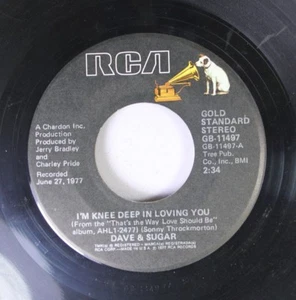 RCA
GOLD
STANDARD
STEREO
GB-11497
GB-11497-A
Tree Pub.
Co., Inc., BMI
2:34
A Chardon Inc.
Production
Produced by
Jerry Bradley and
Charley Pride
Recorded
June 27, 1977
I'M KNEE DEEP IN LOVING YOU
(From the "That's the Way Love Should Be"
album, AHL1-2477) (Sonny Throckmorton)
DAVE & SUGAR